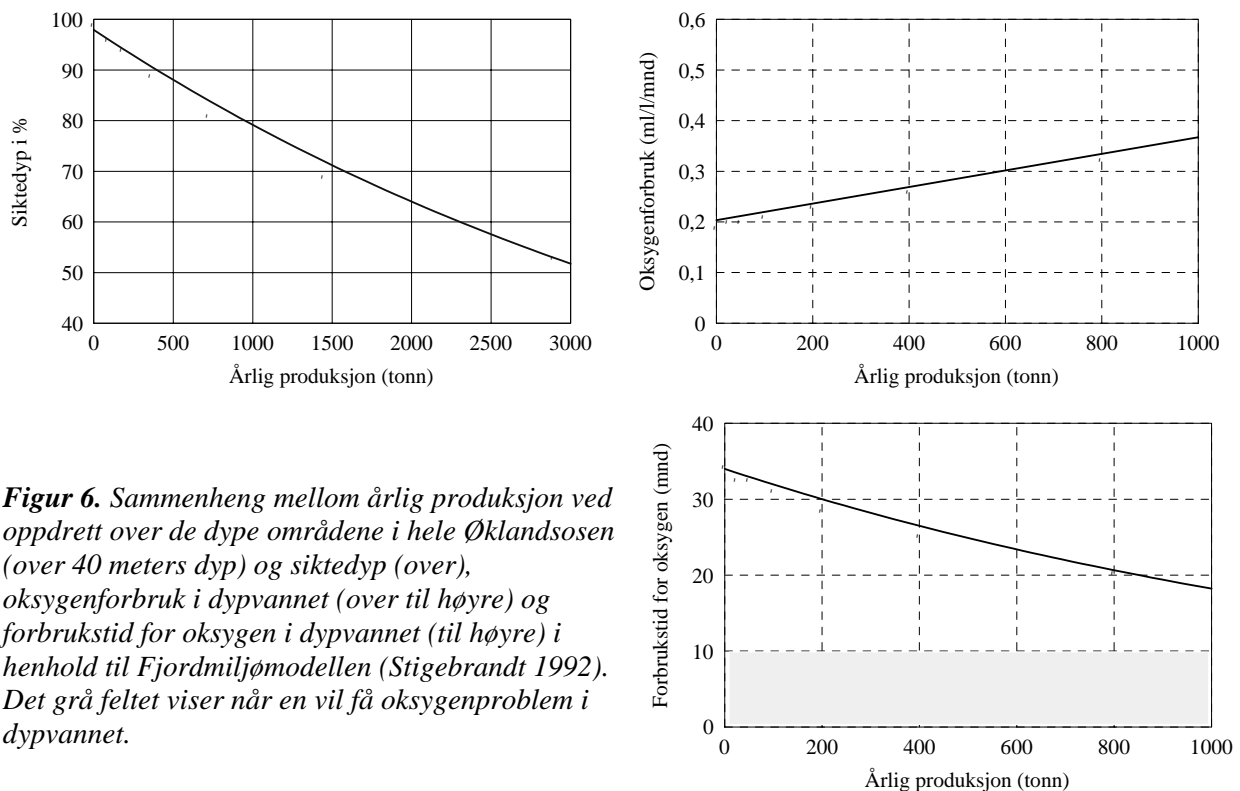 100
90
80
70
60
50
40
Siktedyp i %
0 500 1000 1500 2000 2500 3000
Årlig produksjon (tonn)
0,6
0,5
0,4
0,3
0,2
0,1
0
Oksygenforbruk (ml/l/mnd)
0 200 400 600 800 1000
Årlig produksjon (tonn)
Figur 6. Sammenheng mellom årlig produksjon ved
oppdrett over de dype områdene i hele Øklandsosen
(over 40 meters dyp) og siktedyp (over),
oksygenforbruk i dypvannet (over til høyre) og
forbrukstid for oksygen i dypvannet (til høyre) i
henhold til Fjordmiljømodellen (Stigebrandt 1992).
Det grå feltet viser når en vil få oksygenproblem i
dypvannet.
40
30
20
10
0
Forbrukstid for oksygen (mnd)
0 200 400 600 800 1000
Årlig produksjon (tonn)